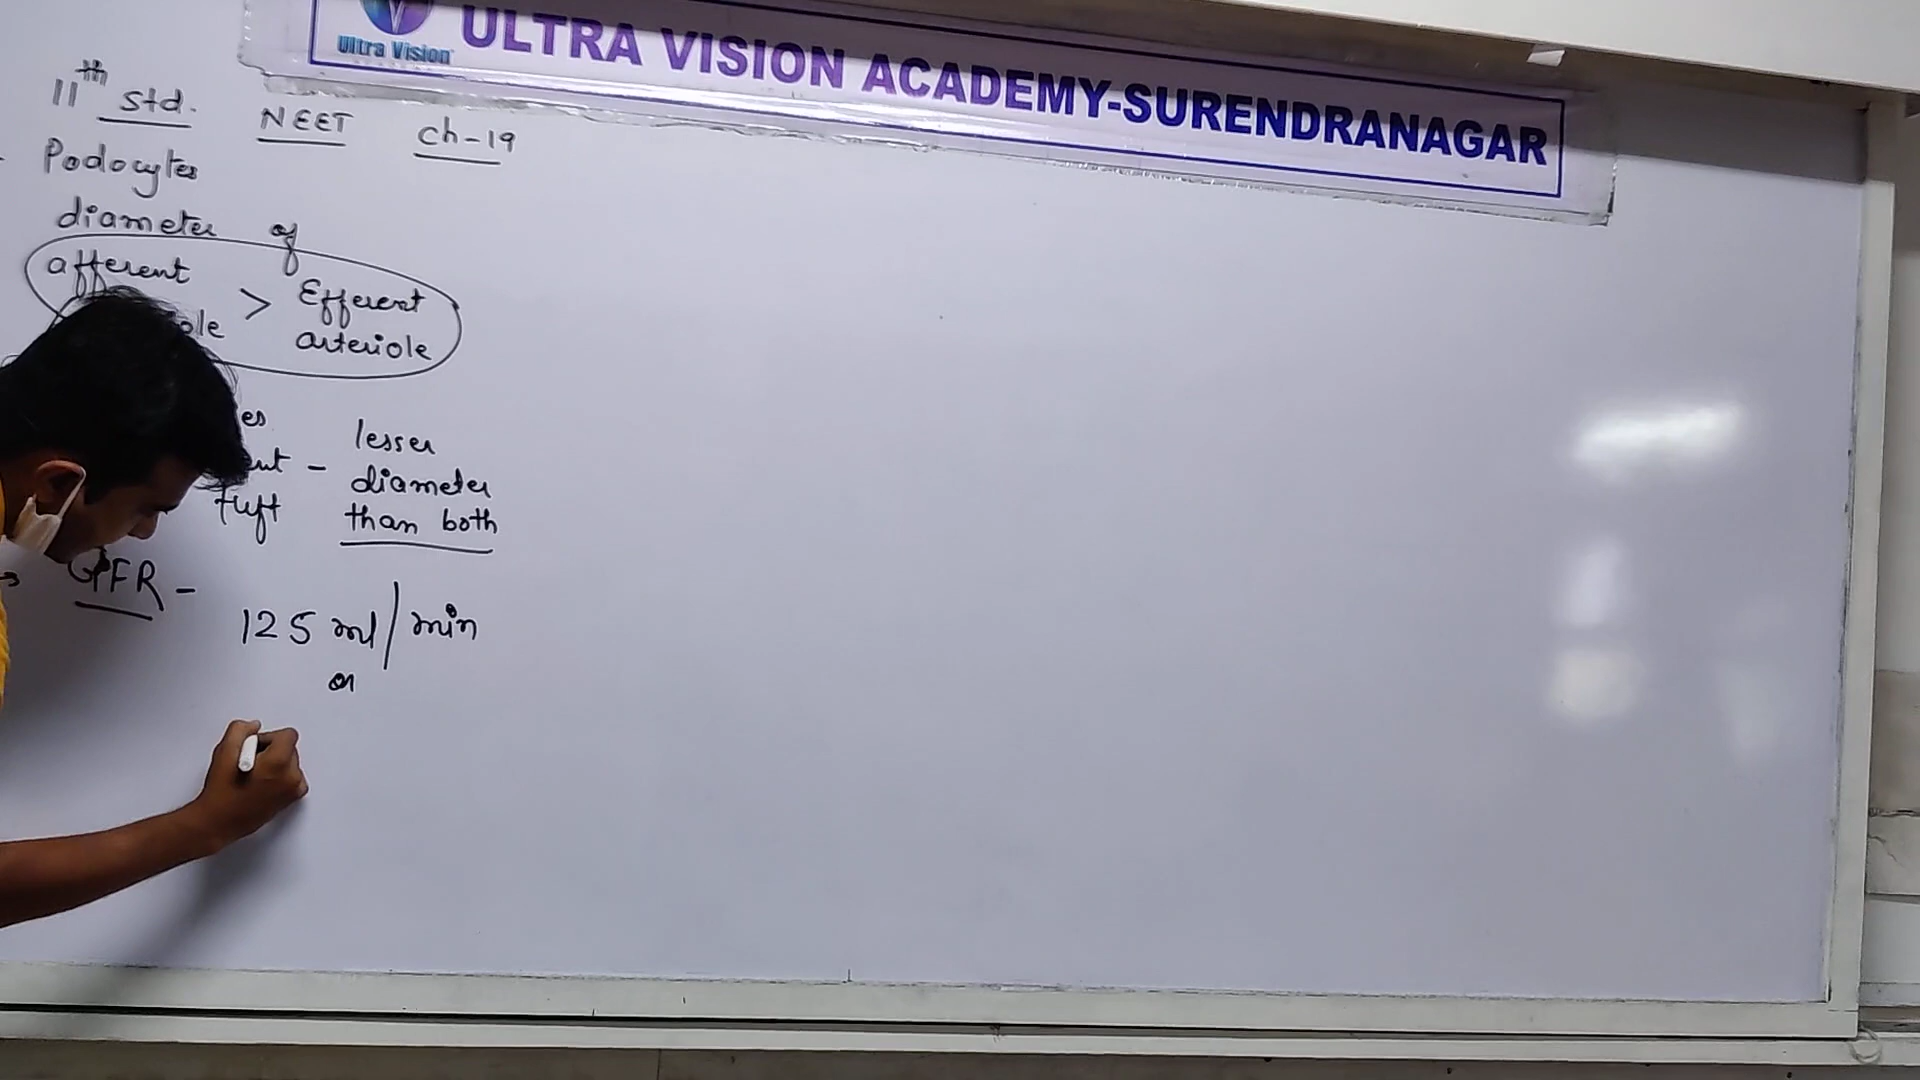 ULTRA VISION ACADEMY-SURENDRANAGAR
Ultra Vision
11th std. NEET ch-19
Podocytes
diameter of
afferent > Efferent
ole arteriole
es lesser
diameter
tuft than both
GFR -
125 ml/min
or